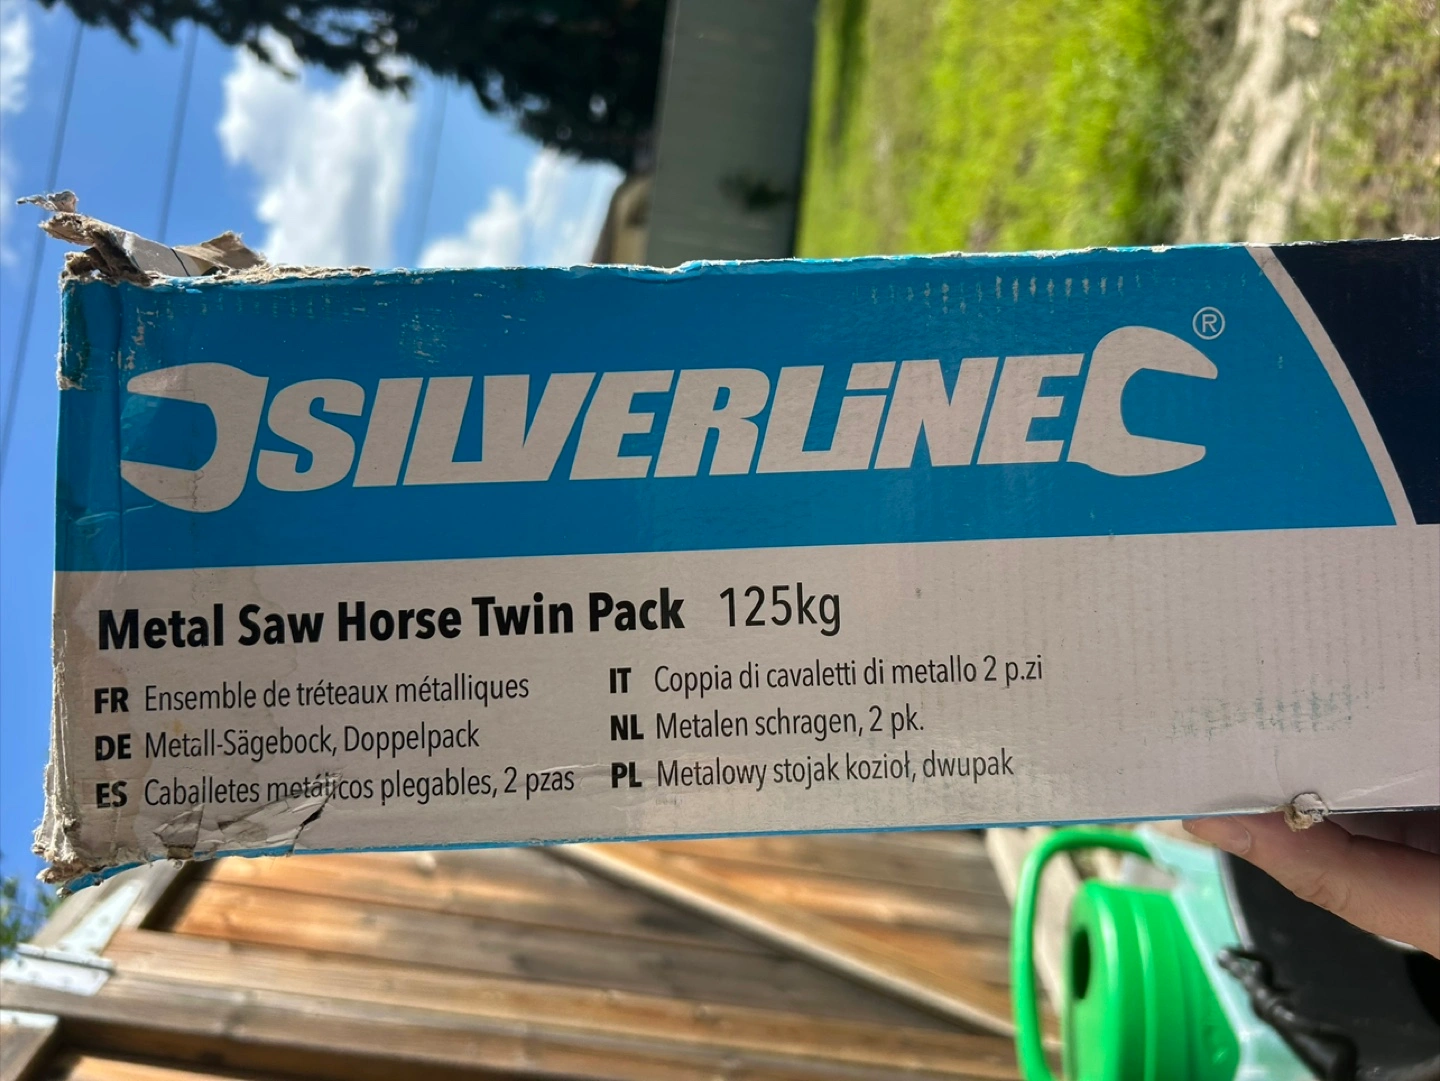 SILVERLINE®
Metal Saw Horse Twin Pack 125kg
FR Ensemble de tréteaux métalliques
DE Metall-Sägebock, Doppelpack
ES Caballetes metálicos plegables, 2 pzas
IT Coppia di cavaletti di metallo 2 p.zi
NL Metalen schragen, 2 pk.
PL Metalowy stojak kozioł, dwupak